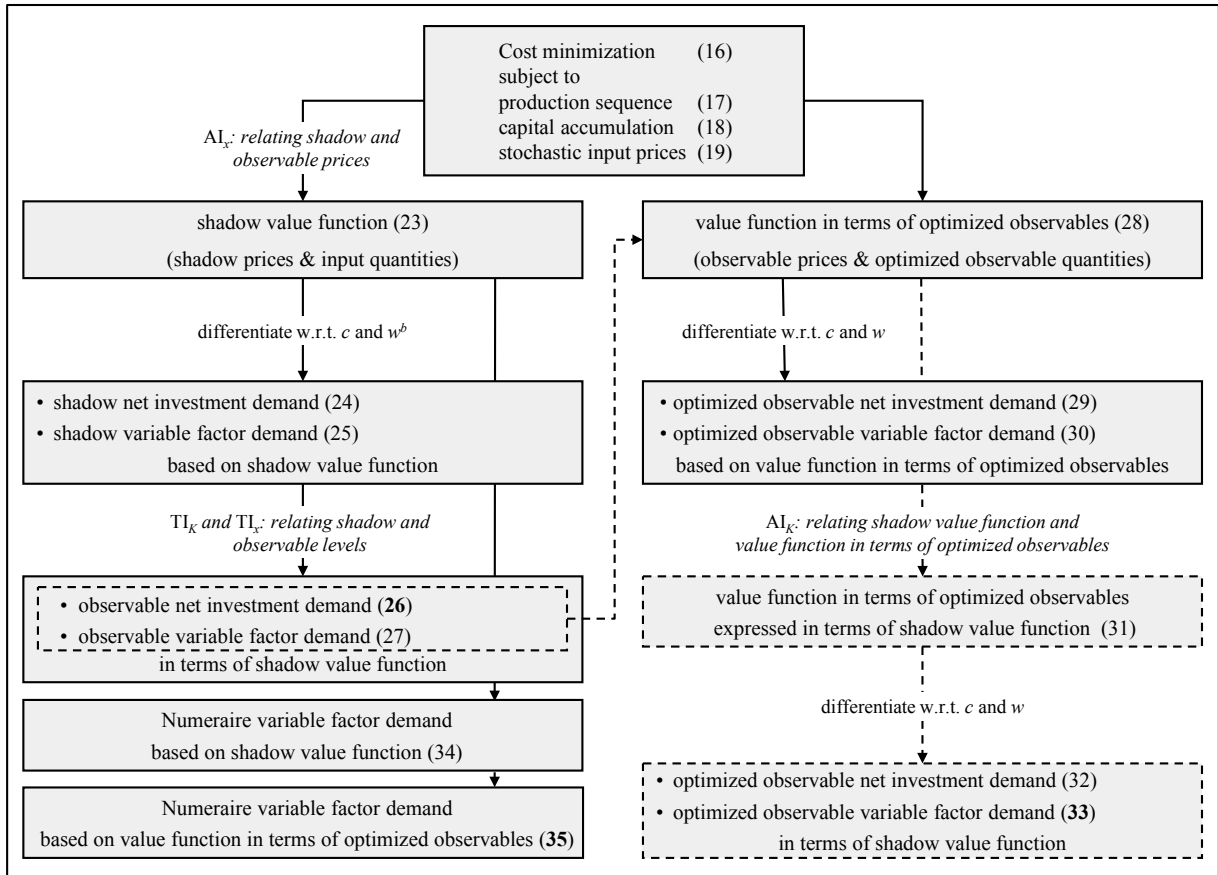 Cost minimization (16)
subject to
production sequence (17)
capital accumulation (18)
stochastic input prices (19)
AIx: relating shadow and
observable prices
shadow value function (23)
(shadow prices & input quantities)
differentiate w.r.t. c and w^b
• shadow net investment demand (24)
• shadow variable factor demand (25)
based on shadow value function
TIK and TIx: relating shadow and
observable levels
• observable net investment demand (26)
• observable variable factor demand (27)
in terms of shadow value function
Numeraire variable factor demand
based on shadow value function (34)
Numeraire variable factor demand
based on value function in terms of optimized observables (35)
value function in terms of optimized observables (28)
(observable prices & optimized observable quantities)
differentiate w.r.t. c and w
• optimized observable net investment demand (29)
• optimized observable variable factor demand (30)
based on value function in terms of optimized observables
AIK: relating shadow value function and
value function in terms of optimized observables
value function in terms of optimized observables
expressed in terms of shadow value function (31)
differentiate w.r.t. c and w
• optimized observable net investment demand (32)
• optimized observable variable factor demand (33)
in terms of shadow value function